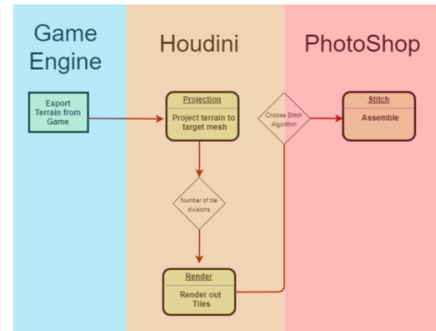 Game
Engine
Houdini
PhotoShop
Export
Terrain from
Game
Projection
Project terrain to
target mesh
Choose Stitch
Algorithm
Stitch
Assemble
Number of tile
divisions
Render
Render out
Tiles